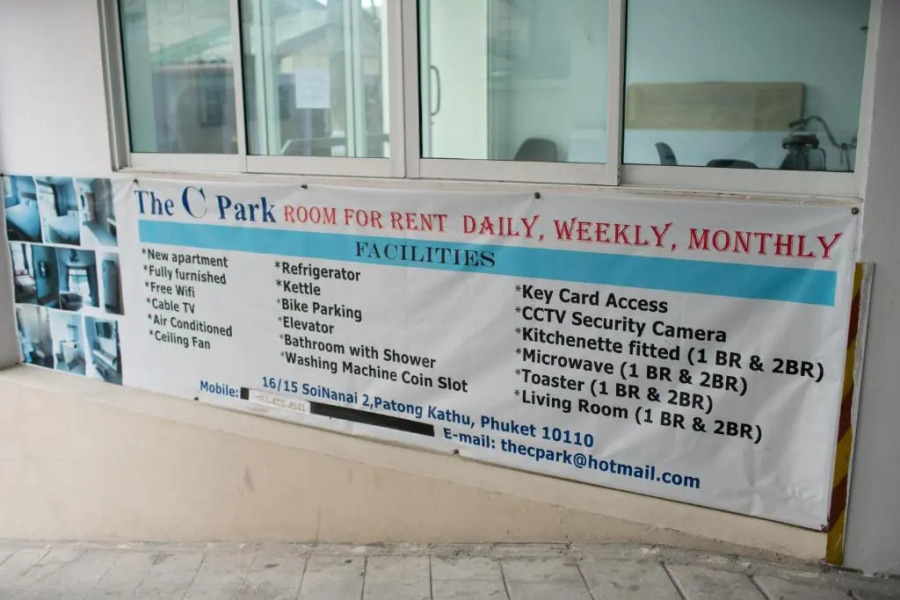 The C Park ROOM FOR RENT DAILY, WEEKLY, MONTHLY
FACILITIES
*New apartment
*Fully furnished
*Free Wifi
*Cable TV
*Air Conditioned
*Ceiling Fan
*Refrigerator
*Kettle
*Bike Parking
*Elevator
*Bathroom with Shower
*Washing Machine Coin Slot
*Key Card Access
*CCTV Security Camera
*Kitchenette fitted (1 BR & 2BR)
*Microwave (1 BR & 2BR)
*Toaster (1 BR & 2BR)
*Living Room (1 BR & 2BR)
16/15 SoiNanai 2,Patong Kathu, Phuket 10110
Mobile:
E-mail: thecpark@hotmail.com